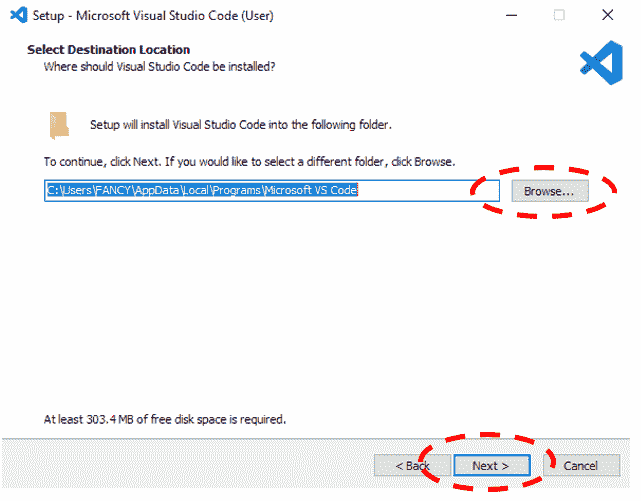 Setup - Microsoft Visual Studio Code (User)
Select Destination Location
Where should Visual Studio Code be installed?
Setup will install Visual Studio Code into the following folder.
To continue, click Next. If you would like to select a different folder, click Browse.
C:\Users\FANCY\AppData\Local\Programs\Microsoft VS Code
Browse...
At least 303.4 MB of free disk space is required.
< Back
Next >
Cancel